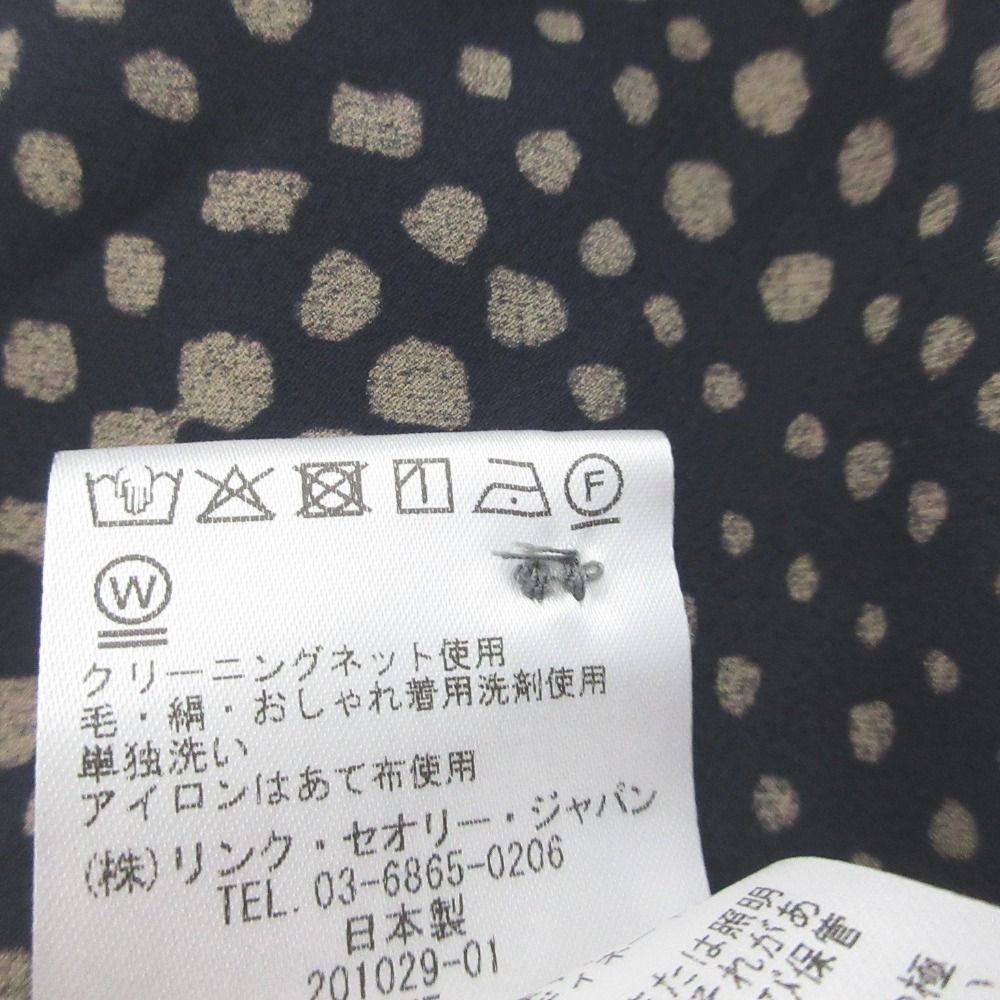 F
W
クリーニングネット使用
毛・絹・おしゃれ着用洗剤使用
単独洗い
アイロンはあて布使用
(株)リンク・セオリー・ジャパン
TEL. 03-6865-0206
日本製
201029-01